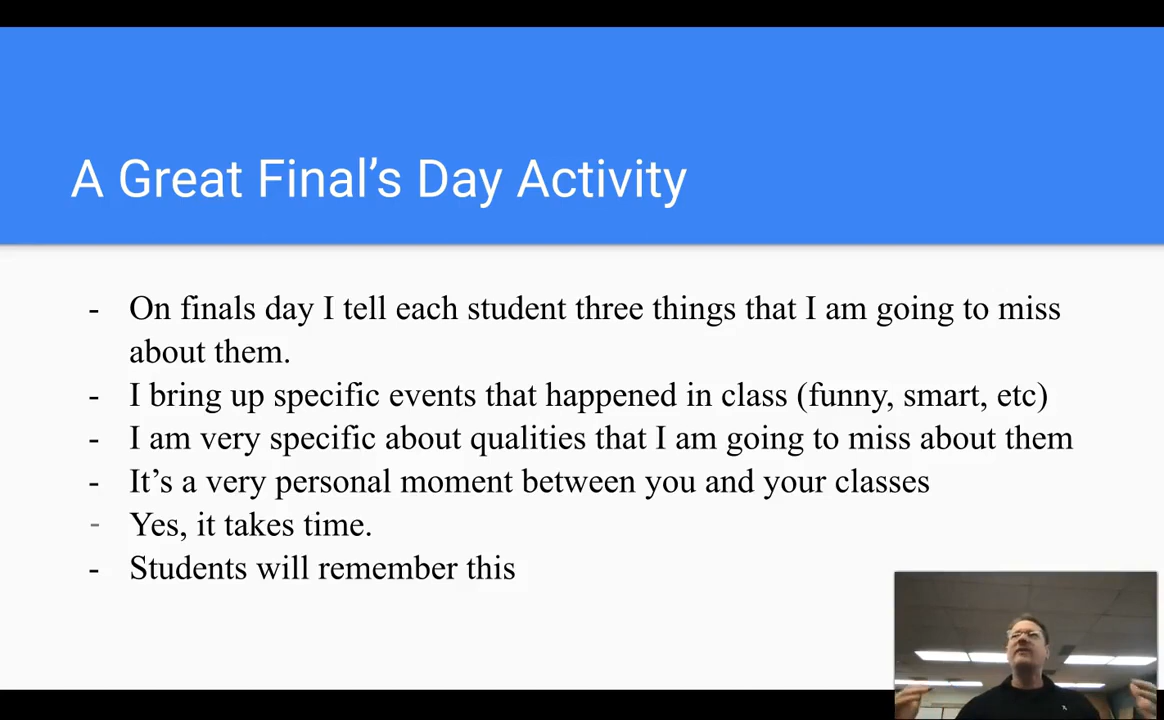 A Great Final's Day Activity
- On finals day I tell each student three things that I am going to miss
about them.
- I bring up specific events that happened in class (funny, smart, etc)
- I am very specific about qualities that I am going to miss about them
- It's a very personal moment between you and your classes
- Yes, it takes time.
- Students will remember this